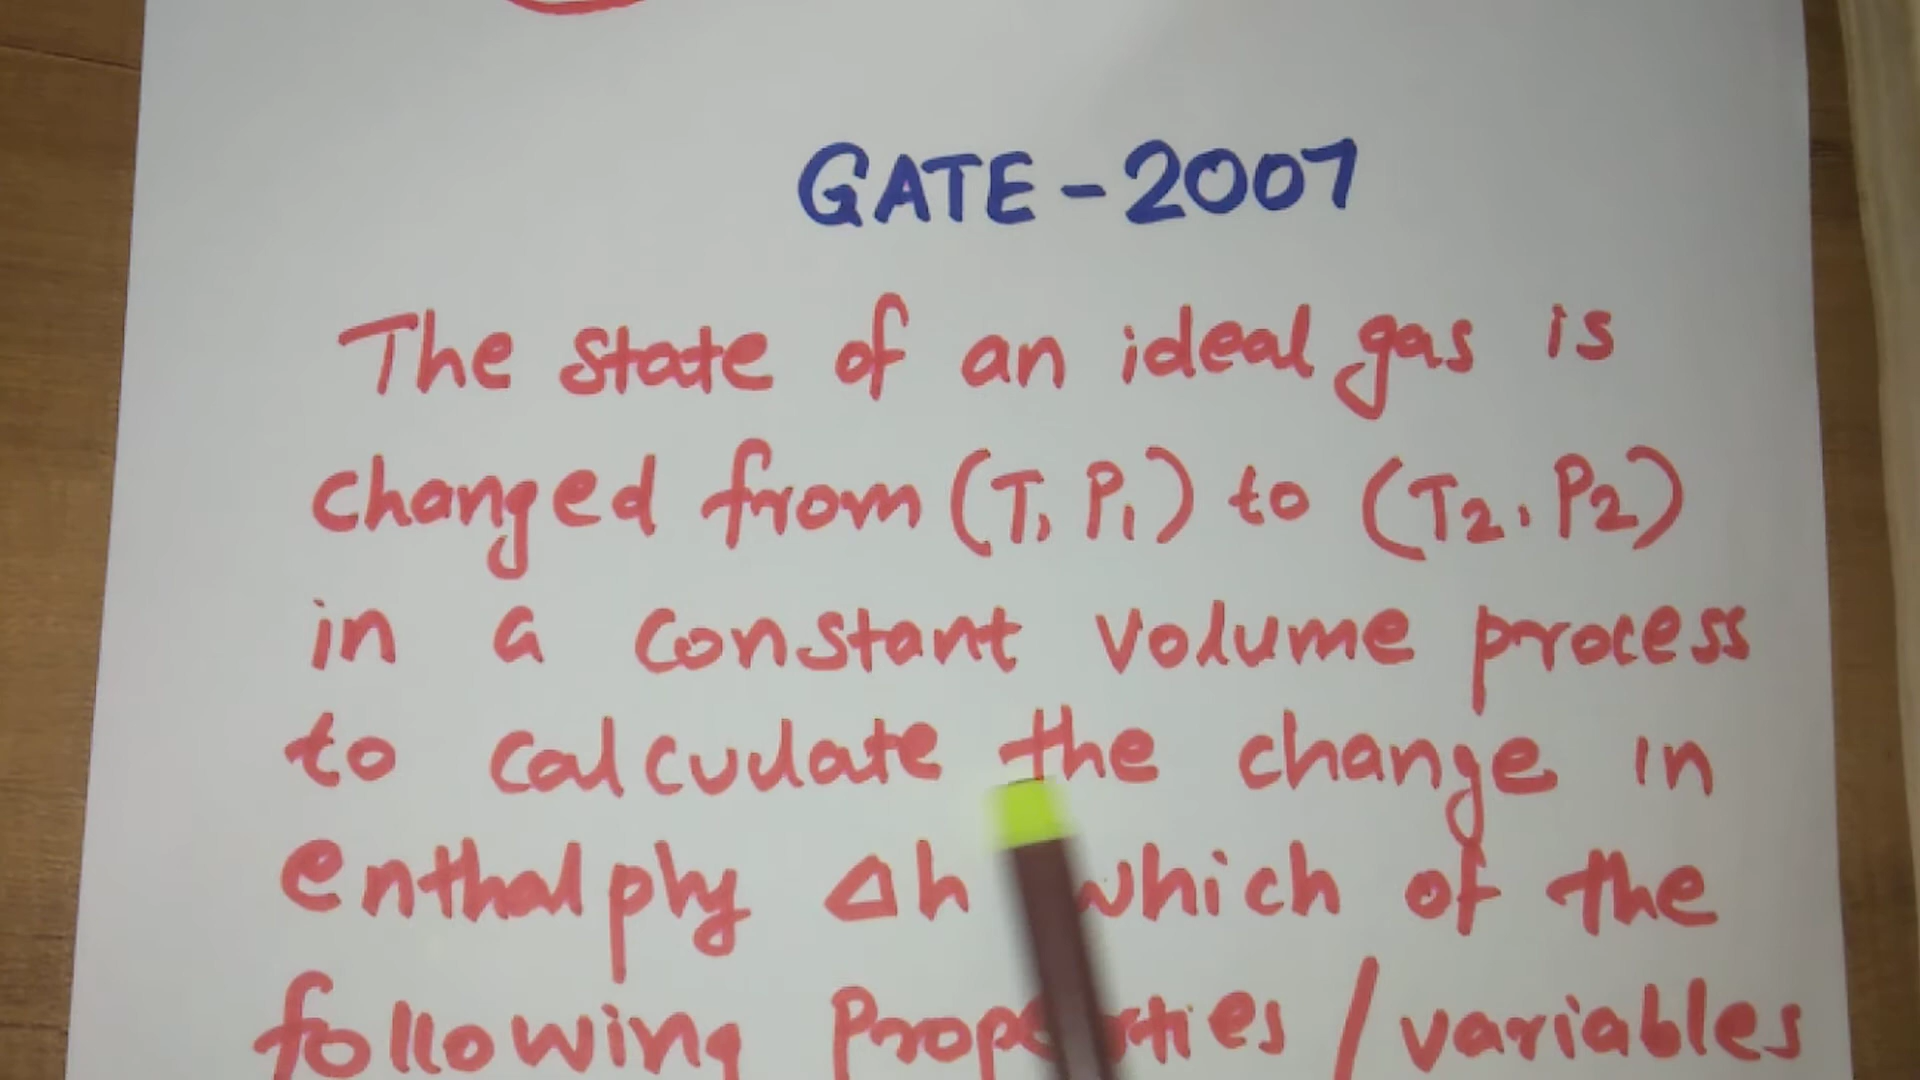 GATE-2007
The state of an ideal gas is
changed from (T1 P1) to (T2, P2)
in a constant volume process
to calculate the change in
enthalphy Δh which of the
following Properties / variables